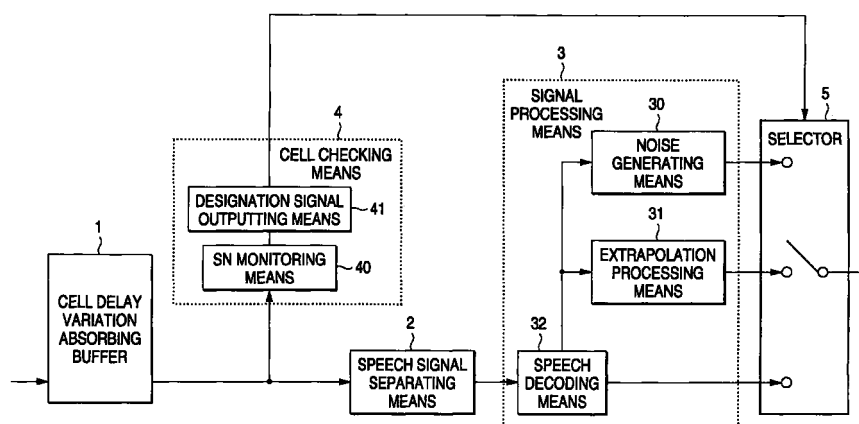 3
SIGNAL
PROCESSING
MEANS
5
SELECTOR
4
CELL CHECKING
MEANS
30
NOISE
GENERATING
MEANS
DESIGNATION SIGNAL
OUTPUTTING MEANS
41
1
SN MONITORING
MEANS
40
31
EXTRAPOLATION
PROCESSING
MEANS
CELL DELAY
VARIATION
ABSORBING
BUFFER
2
SPEECH SIGNAL
SEPARATING
MEANS
32
SPEECH
DECODING
MEANS